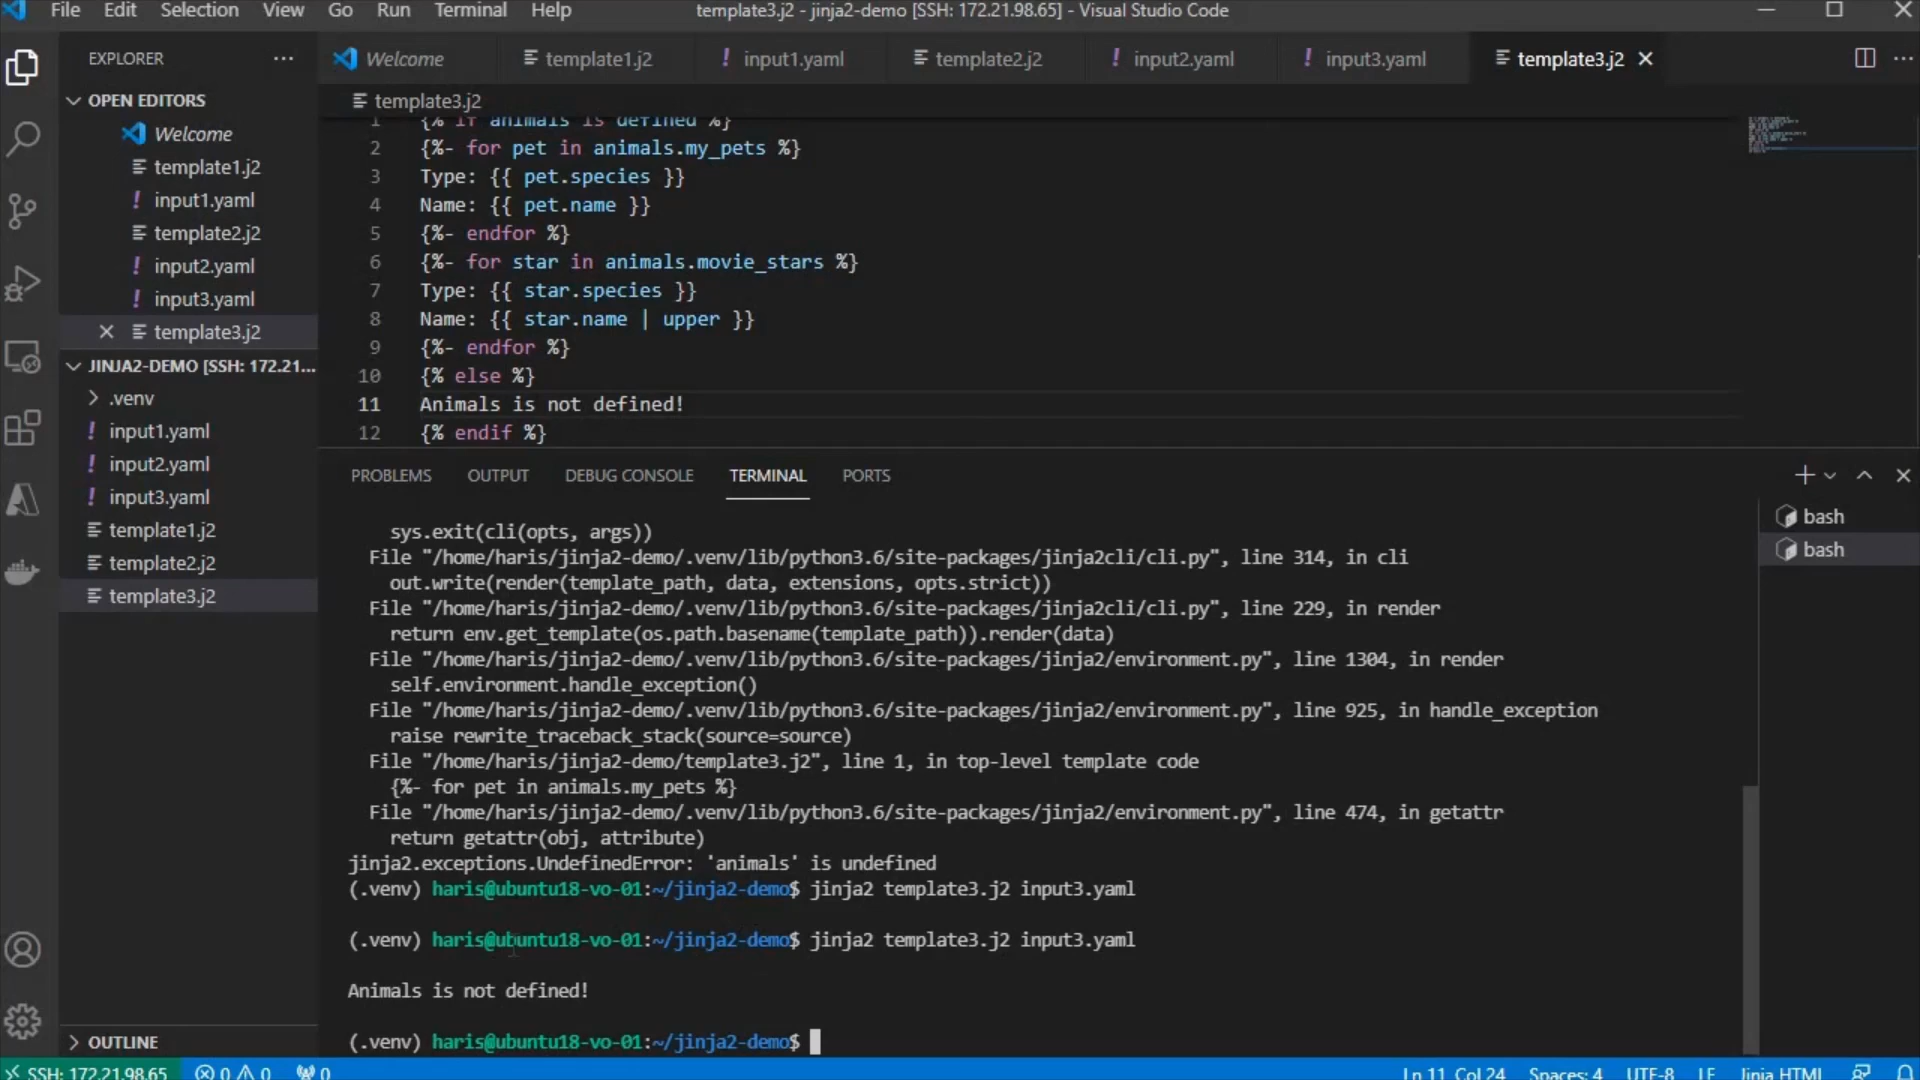 File Edit Selection View Go Run Terminal Help
template3.j2 - jinja2-demo [SSH: 172.21.98.65] - Visual Studio Code
EXPLORER
Welcome template1.j2 input1.yaml template2.j2 input2.yaml input3.yaml template3.j2
OPEN EDITORS
Welcome
template1.j2
input1.yaml
template2.j2
input2.yaml
input3.yaml
template3.j2
JINJA2-DEMO [SSH: 172.21...
.venv
input1.yaml
input2.yaml
input3.yaml
template1.j2
template2.j2
template3.j2
OUTLINE
template3.j2
1 {% if animals is defined %}
2 {%- for pet in animals.my_pets %}
3 Type: {{ pet.species }}
4 Name: {{ pet.name }}
5 {%- endfor %}
6 {%- for star in animals.movie_stars %}
7 Type: {{ star.species }}
8 Name: {{ star.name | upper }}
9 {%- endfor %}
10 {% else %}
11 Animals is not defined!
12 {% endif %}
PROBLEMS OUTPUT DEBUG CONSOLE TERMINAL PORTS
bash
bash
sys.exit(cli(opts, args))
File "/home/haris/jinja2-demo/.venv/lib/python3.6/site-packages/jinja2cli/cli.py", line 314, in cli
out.write(render(template_path, data, extensions, opts.strict))
File "/home/haris/jinja2-demo/.venv/lib/python3.6/site-packages/jinja2cli/cli.py", line 229, in render
return env.get_template(os.path.basename(template_path)).render(data)
File "/home/haris/jinja2-demo/.venv/lib/python3.6/site-packages/jinja2/environment.py", line 1304, in render
self.environment.handle_exception()
File "/home/haris/jinja2-demo/.venv/lib/python3.6/site-packages/jinja2/environment.py", line 925, in handle_exception
raise rewrite_traceback_stack(source=source)
File "/home/haris/jinja2-demo/template3.j2", line 1, in top-level template code
{%- for pet in animals.my_pets %}
File "/home/haris/jinja2-demo/.venv/lib/python3.6/site-packages/jinja2/environment.py", line 474, in getattr
return getattr(obj, attribute)
jinja2.exceptions.UndefinedError: 'animals' is undefined
(.venv) haris@ubuntu18-vo-01:~/jinja2-demo$ jinja2 template3.j2 input3.yaml
(.venv) haris@ubuntu18-vo-01:~/jinja2-demo$ jinja2 template3.j2 input3.yaml
Animals is not defined!
(.venv) haris@ubuntu18-vo-01:~/jinja2-demo$
SSH: 172.21.98.65 0 0 0 Ln 11, Col 24 Spaces: 4 UTF-8 LF Jinja HTML